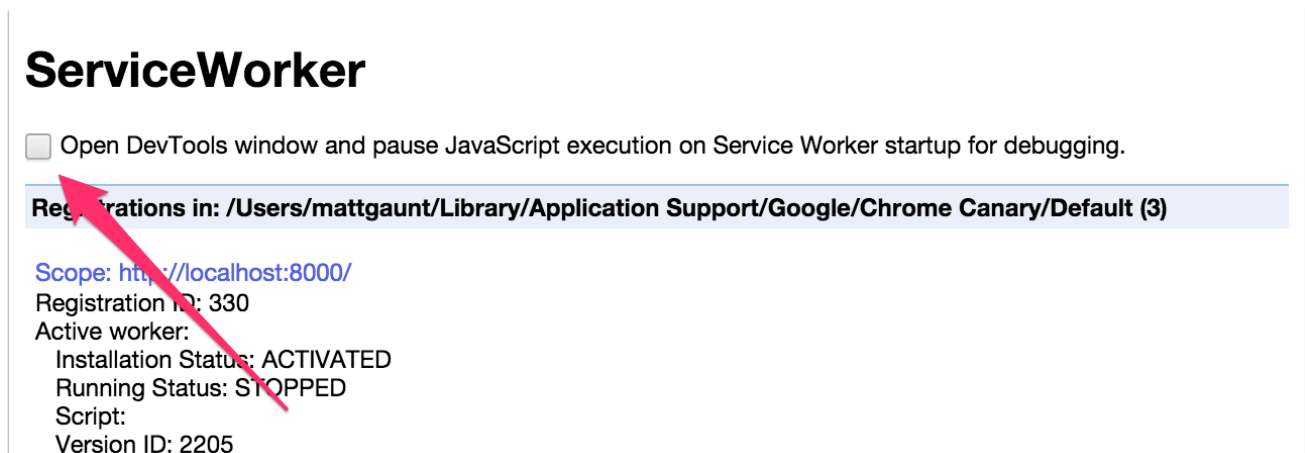 ServiceWorker
Open DevTools window and pause JavaScript execution on Service Worker startup for debugging.
Registrations in: /Users/mattgaunt/Library/Application Support/Google/Chrome Canary/Default (3)
Scope: http://localhost:8000/
Registration ID: 330
Active worker:
Installation Status: ACTIVATED
Running Status: STOPPED
Script:
Version ID: 2205